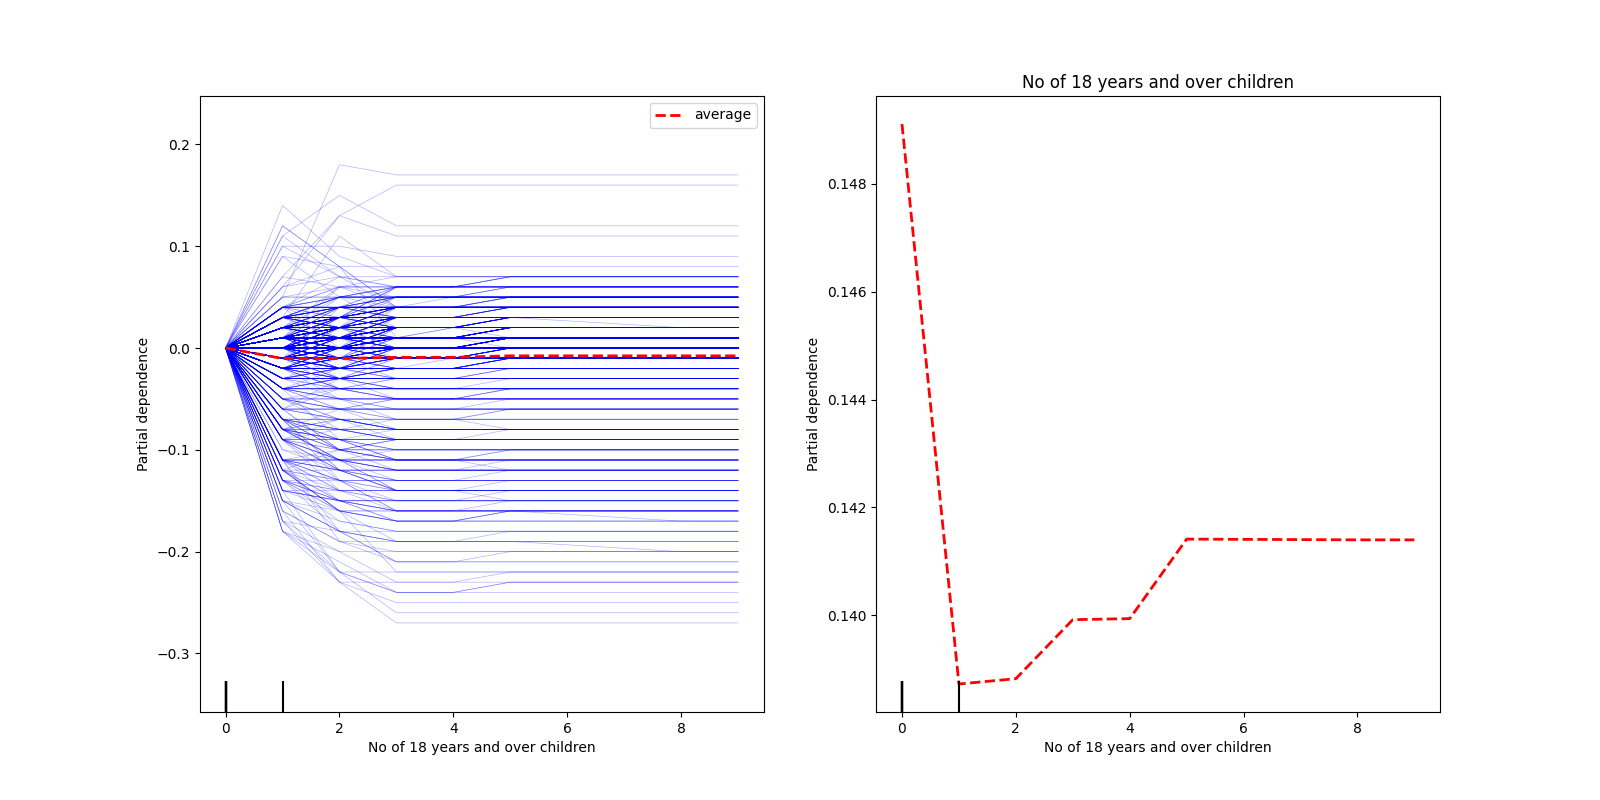 average
0.2
0.1
0.0
−0.1
−0.2
−0.3
Partial dependence
0 2 4 6 8
No of 18 years and over children
No of 18 years and over children
0.148
0.146
0.144
0.142
0.140
Partial dependence
0 2 4 6 8
No of 18 years and over children